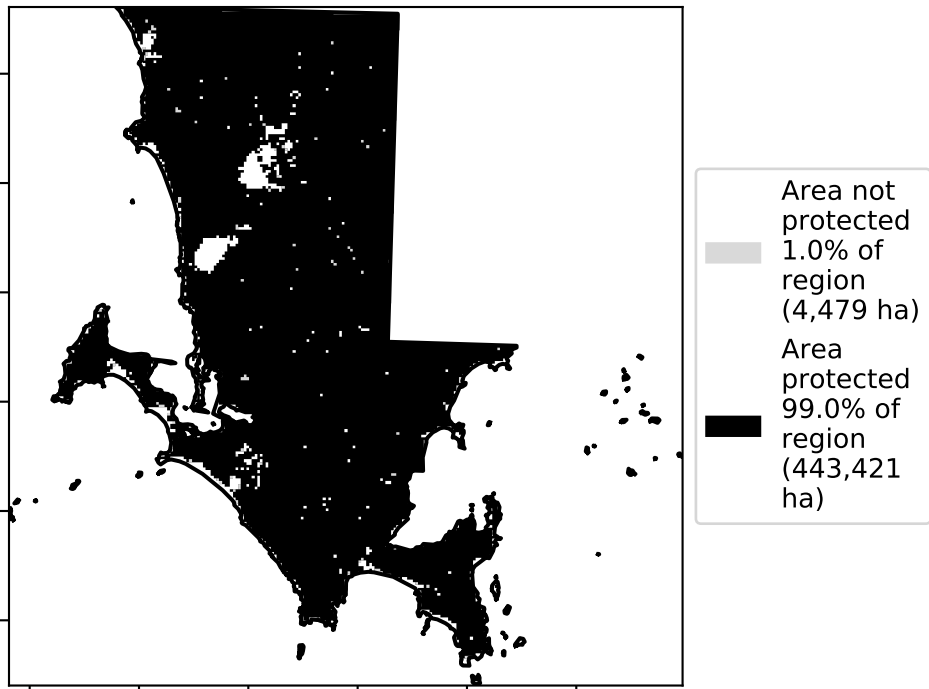 Area not
protected
1.0% of
region
(4,479 ha)
Area
protected
99.0% of
region
(443,421
ha)